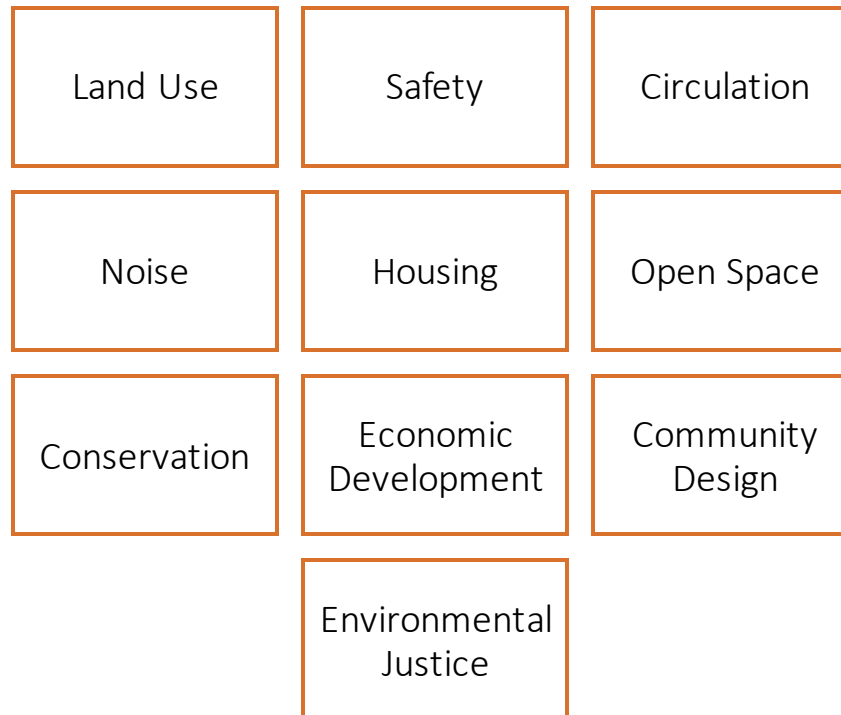 Land Use
Safety
Circulation
Noise
Housing
Open Space
Conservation
Economic
Development
Community
Design
Environmental
Justice